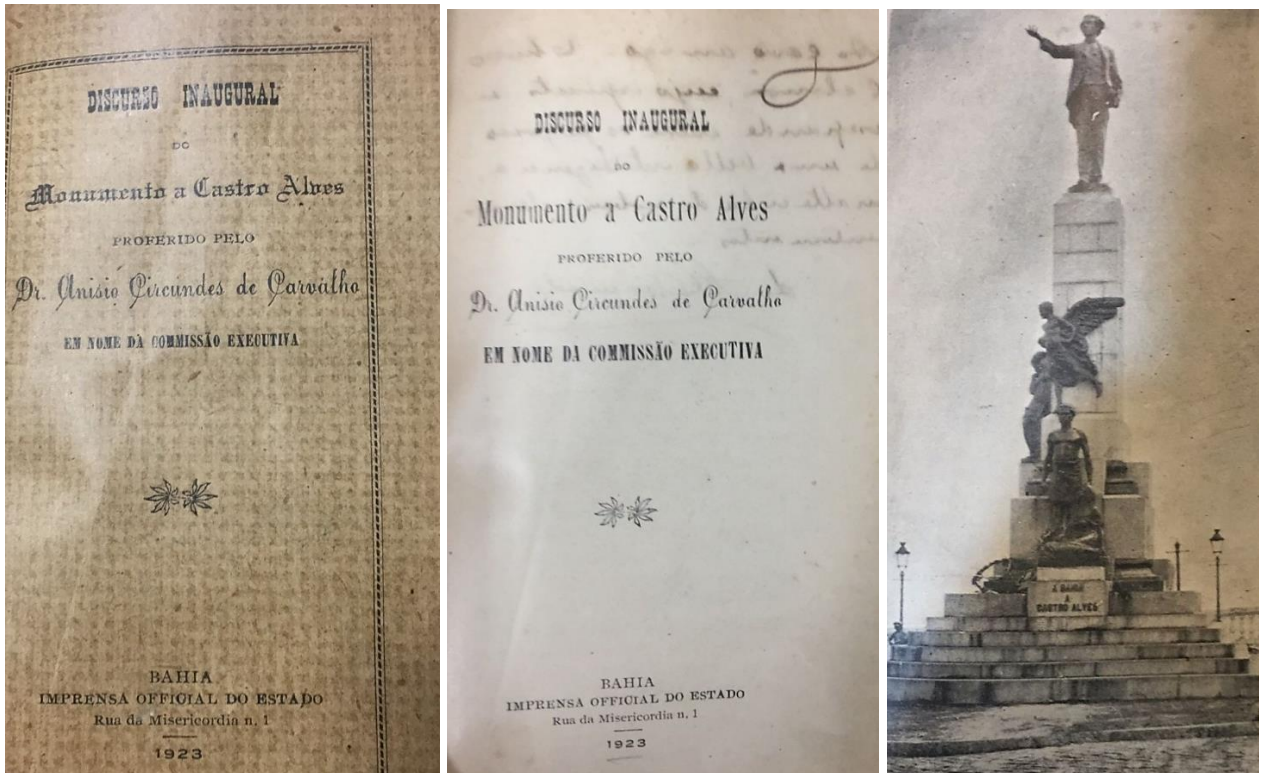 DISCURSO INAUGURAL
DO
Monumento a Castro Alves
PROFERIDO PELO
Dr. Anisio Circundes de Carvalho
EM NOME DA COMMISSÃO EXECUTIVA
BAHIA
IMPRENSA OFFICIAL DO ESTADO
Rua da Misericordia n. 1
1923
DISCURSO INAUGURAL
DO
Monumento a Castro Alves
PROFERIDO PELO
Dr. Anisio Circundes de Carvalho
EM NOME DA COMMISSÃO EXECUTIVA
BAHIA
IMPRENSA OFFICIAL DO ESTADO
Rua da Misericordia n. 1
1923
A BAHIA
A
CASTRO ALVES